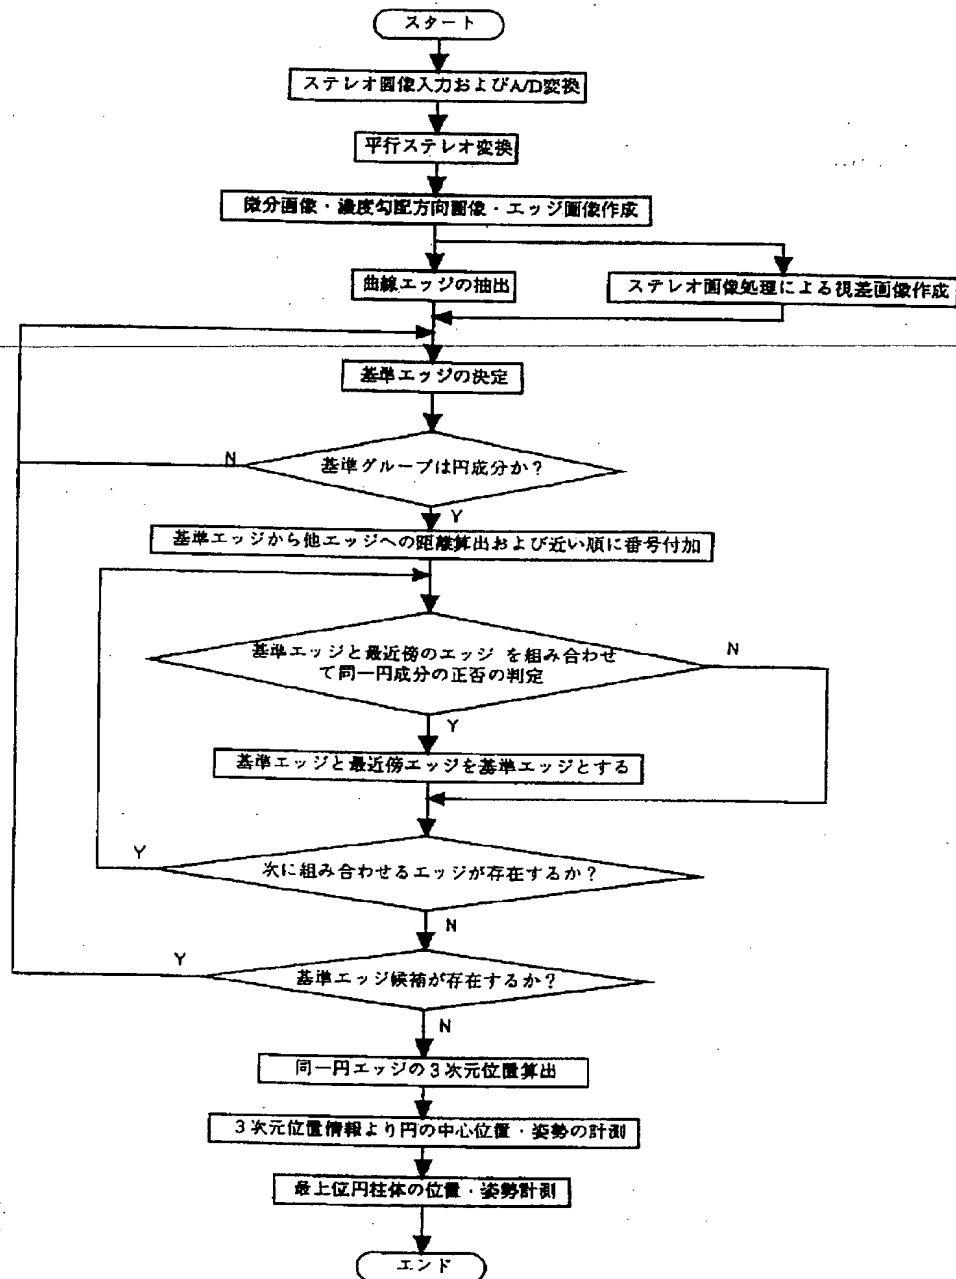 スタート
ステレオ画像入力およびA/D変換
平行ステレオ変換
微分画像・濃度勾配方向画像・エッジ画像作成
曲線エッジの抽出
ステレオ画像処理による視差画像作成
基準エッジの決定
N
基準グループは円成分か?
Y
基準エッジから他エッジへの距離算出および近い順に番号付加
基準エッジと最近傍のエッジ を組み合わせ
て同一円成分の正否の判定
N
Y
基準エッジと最近傍エッジを基準エッジとする
Y
次に組み合わせるエッジが存在するか?
N
Y
基準エッジ候補が存在するか?
N
同一円エッジの3次元位置算出
3次元位置情報より円の中心位置・姿勢の計測
最上位円柱体の位置・姿勢計測
エンド